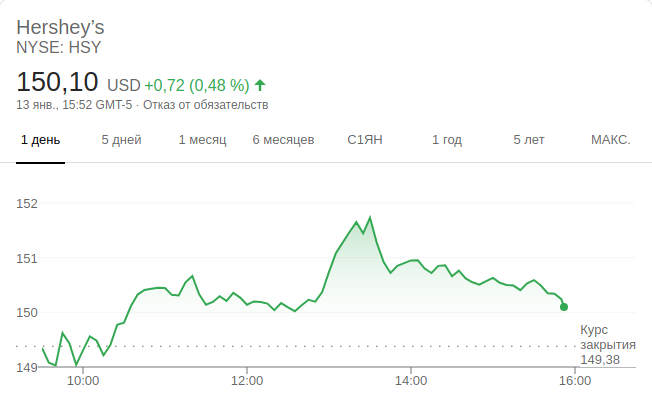 Hershey’s
NYSE: HSY
150,10 USD +0,72 (0,48 %)
13 янв., 15:52 GMT-5 · Отказ от обязательств
1 день 5 дней 1 месяц 6 месяцев С1ЯН 1 год 5 лет МАКС.
152
151
150
149
Курс
закрытия
149,38
10:00 12:00 14:00 16:00